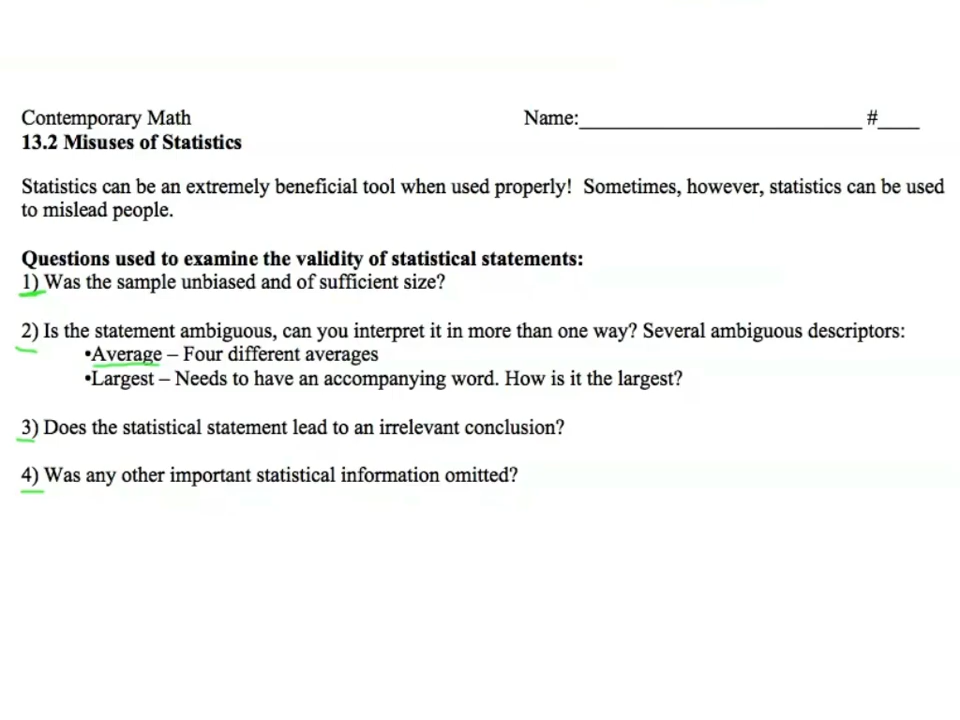 Contemporary Math Name:____________________________ #____
13.2 Misuses of Statistics
Statistics can be an extremely beneficial tool when used properly! Sometimes, however, statistics can be used
to mislead people.
Questions used to examine the validity of statistical statements:
1) Was the sample unbiased and of sufficient size?
2) Is the statement ambiguous, can you interpret it in more than one way? Several ambiguous descriptors:
•Average – Four different averages
•Largest – Needs to have an accompanying word. How is it the largest?
3) Does the statistical statement lead to an irrelevant conclusion?
4) Was any other important statistical information omitted?